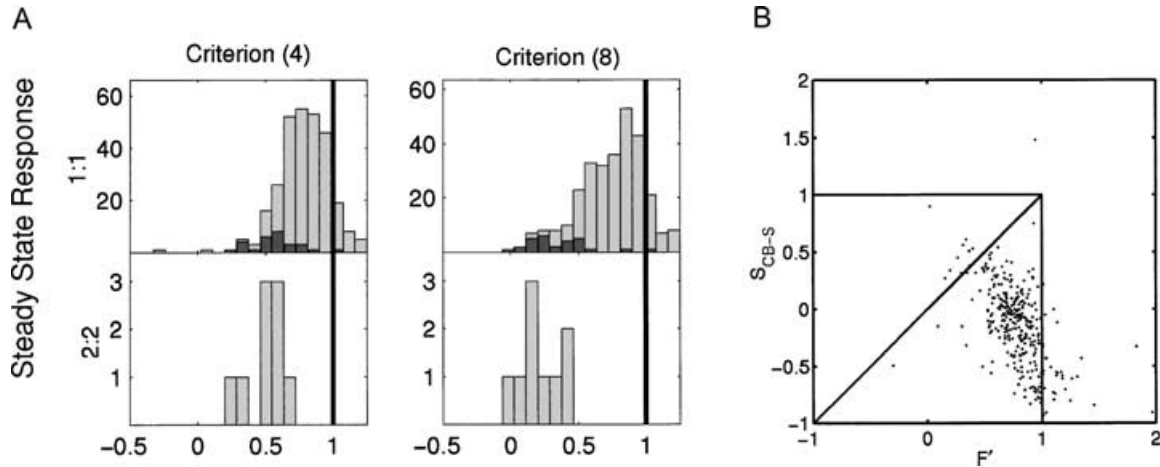 A
B
Criterion (4)
Criterion (8)
Steady State Response
1:1
60
40
20
60
40
20
2:2
3
2
1
3
2
1
-0.5 0 0.5 1
-0.5 0 0.5 1
S_CB-S
2
1.5
1
0.5
0
-0.5
-1
-1 0 1 2
F'